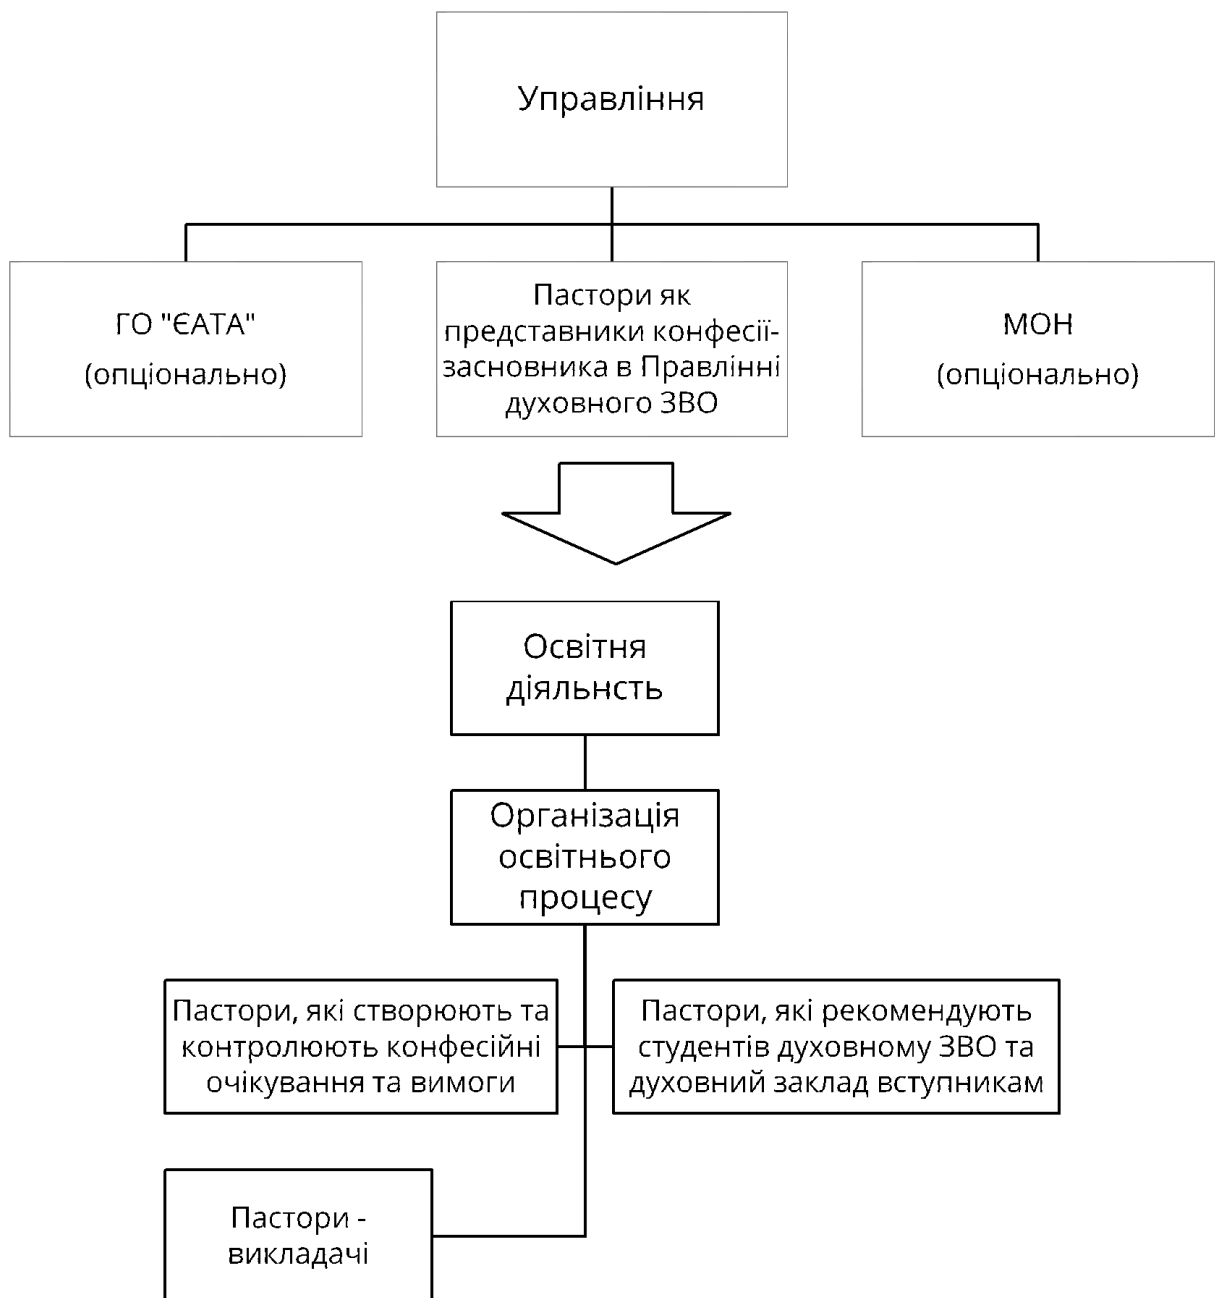 Управління
ГО "ЄАТА"
(опціонально)
Пастори як
представники конфесії-
засновника в Правлінні
духовного ЗВО
МОН
(опціонально)
Освітня
діяльнсть
Організація
освітнього
процесу
Пастори, які створюють та
контролюють конфесійні
очікування та вимоги
Пастори, які рекомендують
студентів духовному ЗВО та
духовний заклад вступникам
Пастори -
викладачі